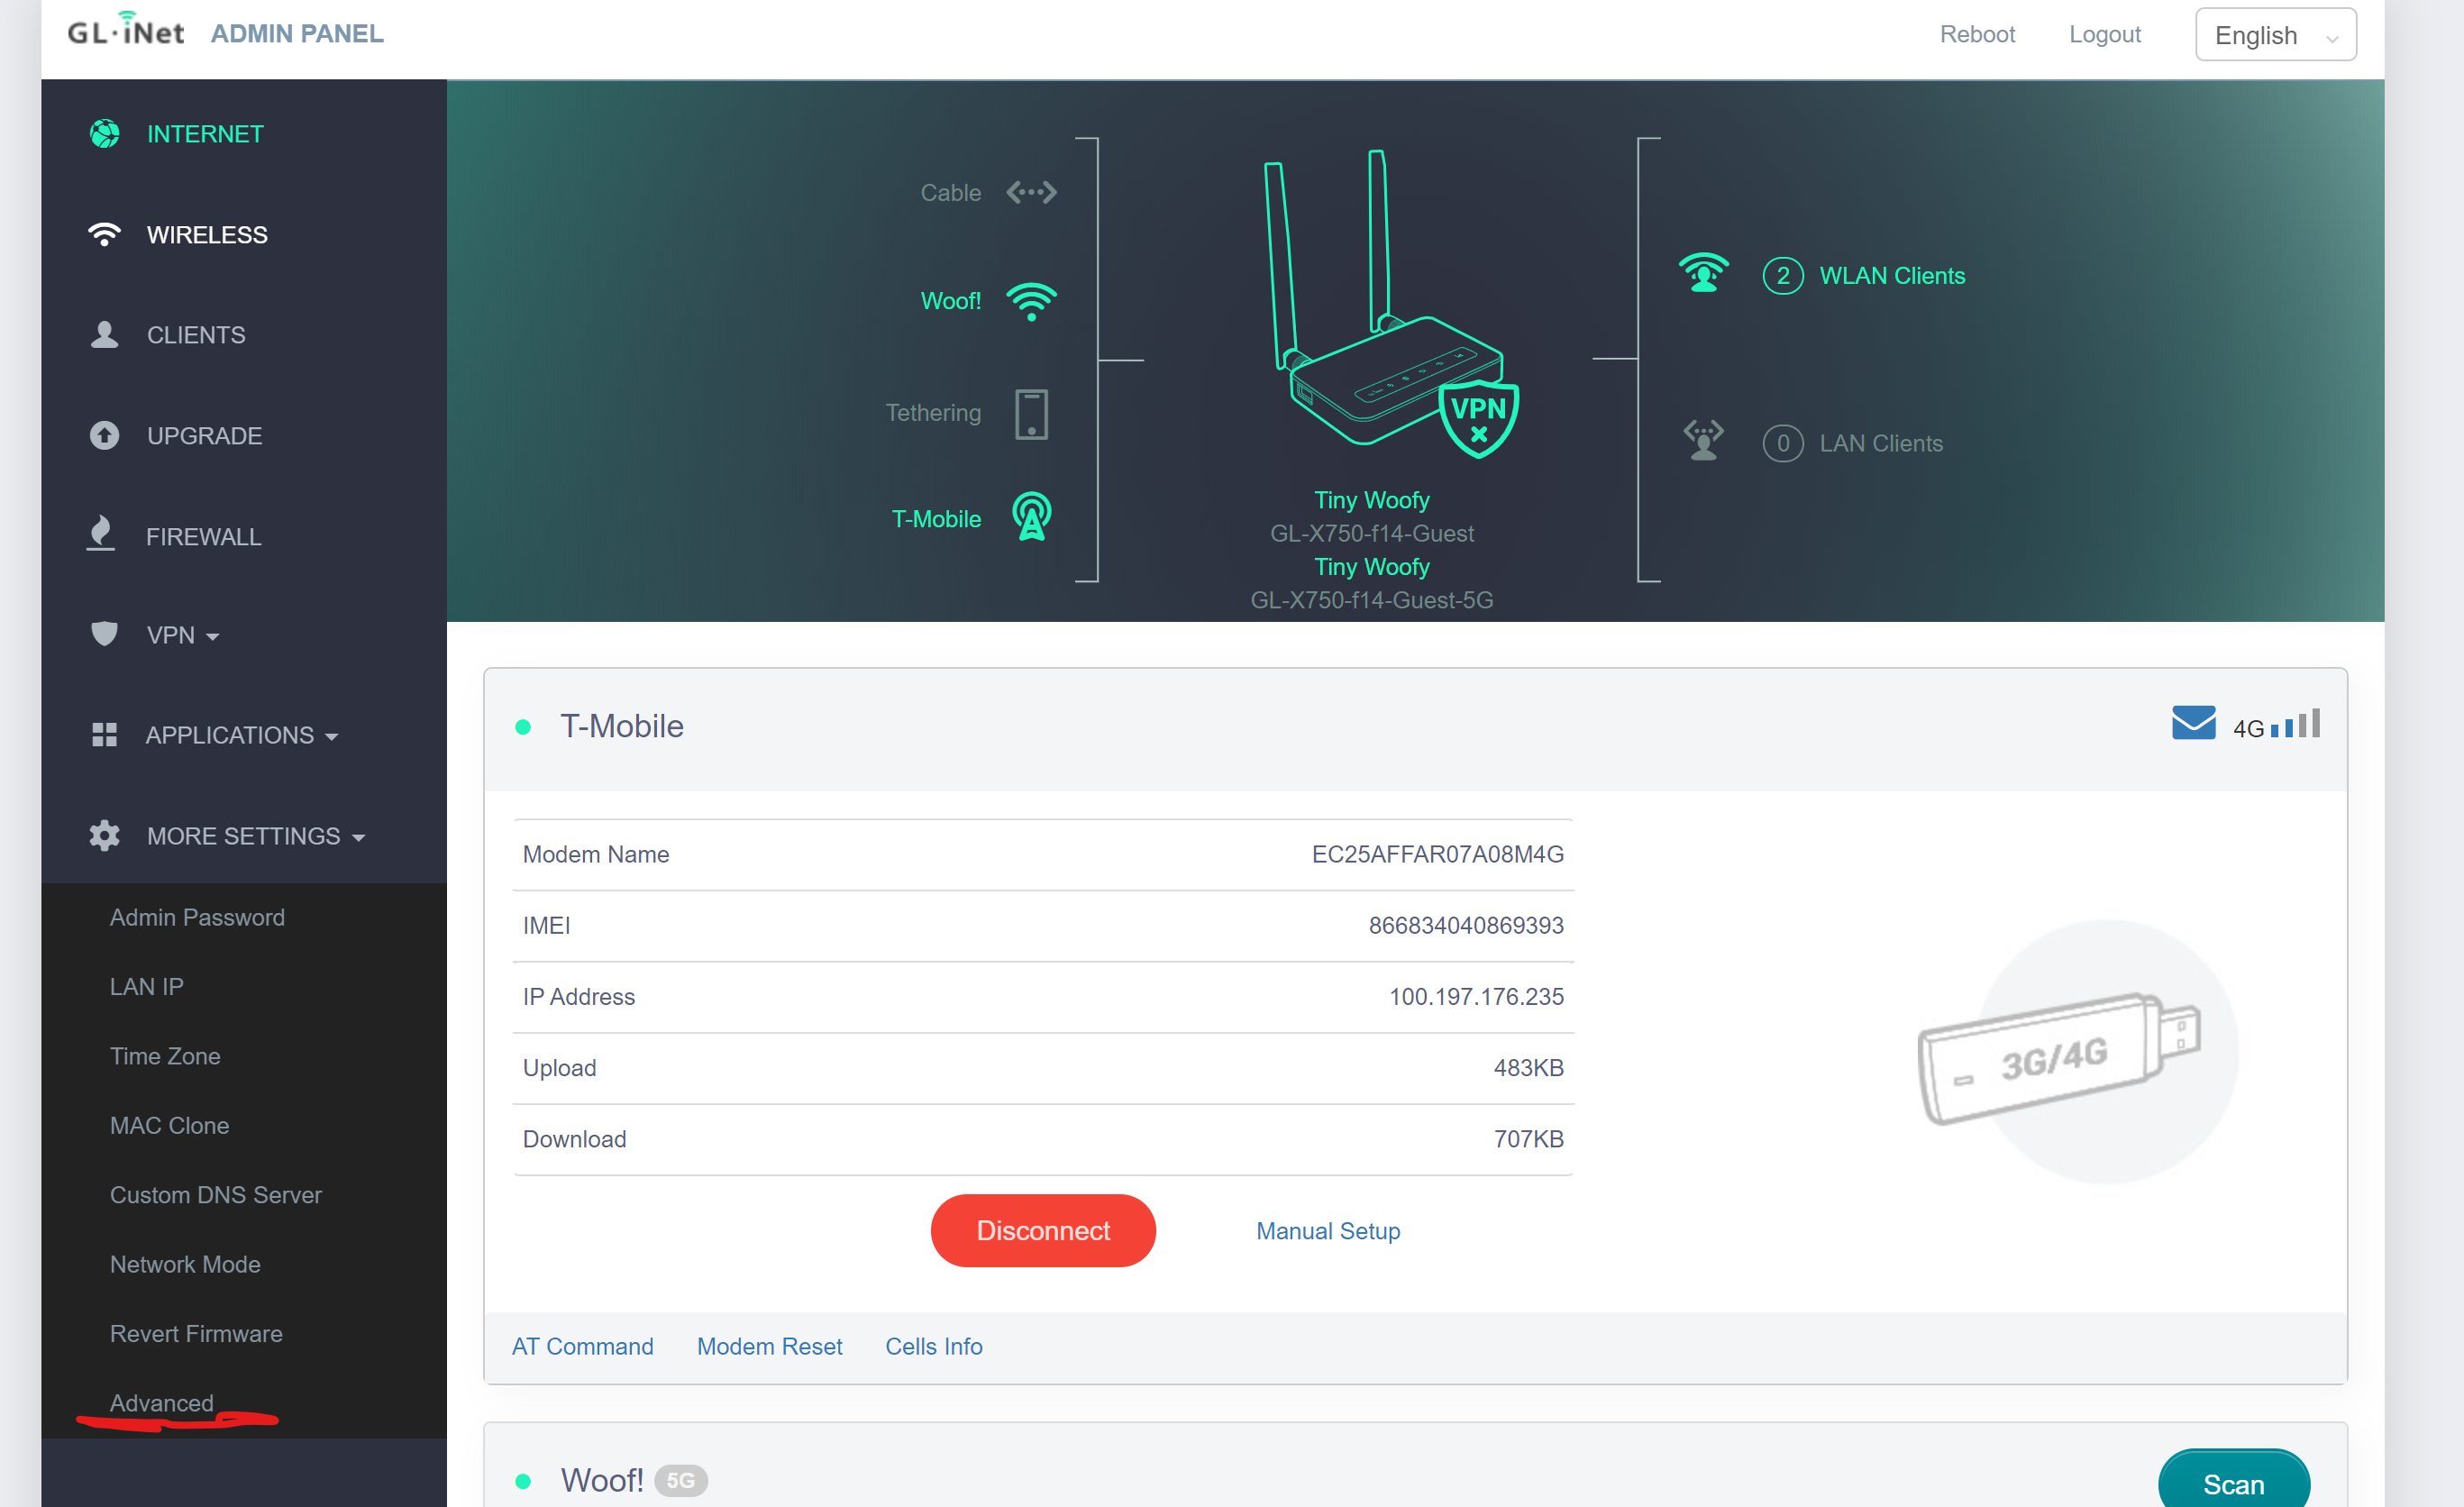 GL·iNet ADMIN PANEL
Reboot Logout English
INTERNET
WIRELESS
CLIENTS
UPGRADE
FIREWALL
VPN
APPLICATIONS
MORE SETTINGS
Admin Password
LAN IP
Time Zone
MAC Clone
Custom DNS Server
Network Mode
Revert Firmware
Advanced
Cable
Woof!
Tethering
T-Mobile
VPN
Tiny Woofy
GL-X750-f14-Guest
Tiny Woofy
GL-X750-f14-Guest-5G
2 WLAN Clients
0 LAN Clients
T-Mobile 4G
Modem Name EC25AFFAR07A08M4G
IMEI 866834040869393
IP Address 100.197.176.235
Upload 483KB
Download 707KB
3G/4G
Disconnect Manual Setup
AT Command Modem Reset Cells Info
Woof! 5G Scan